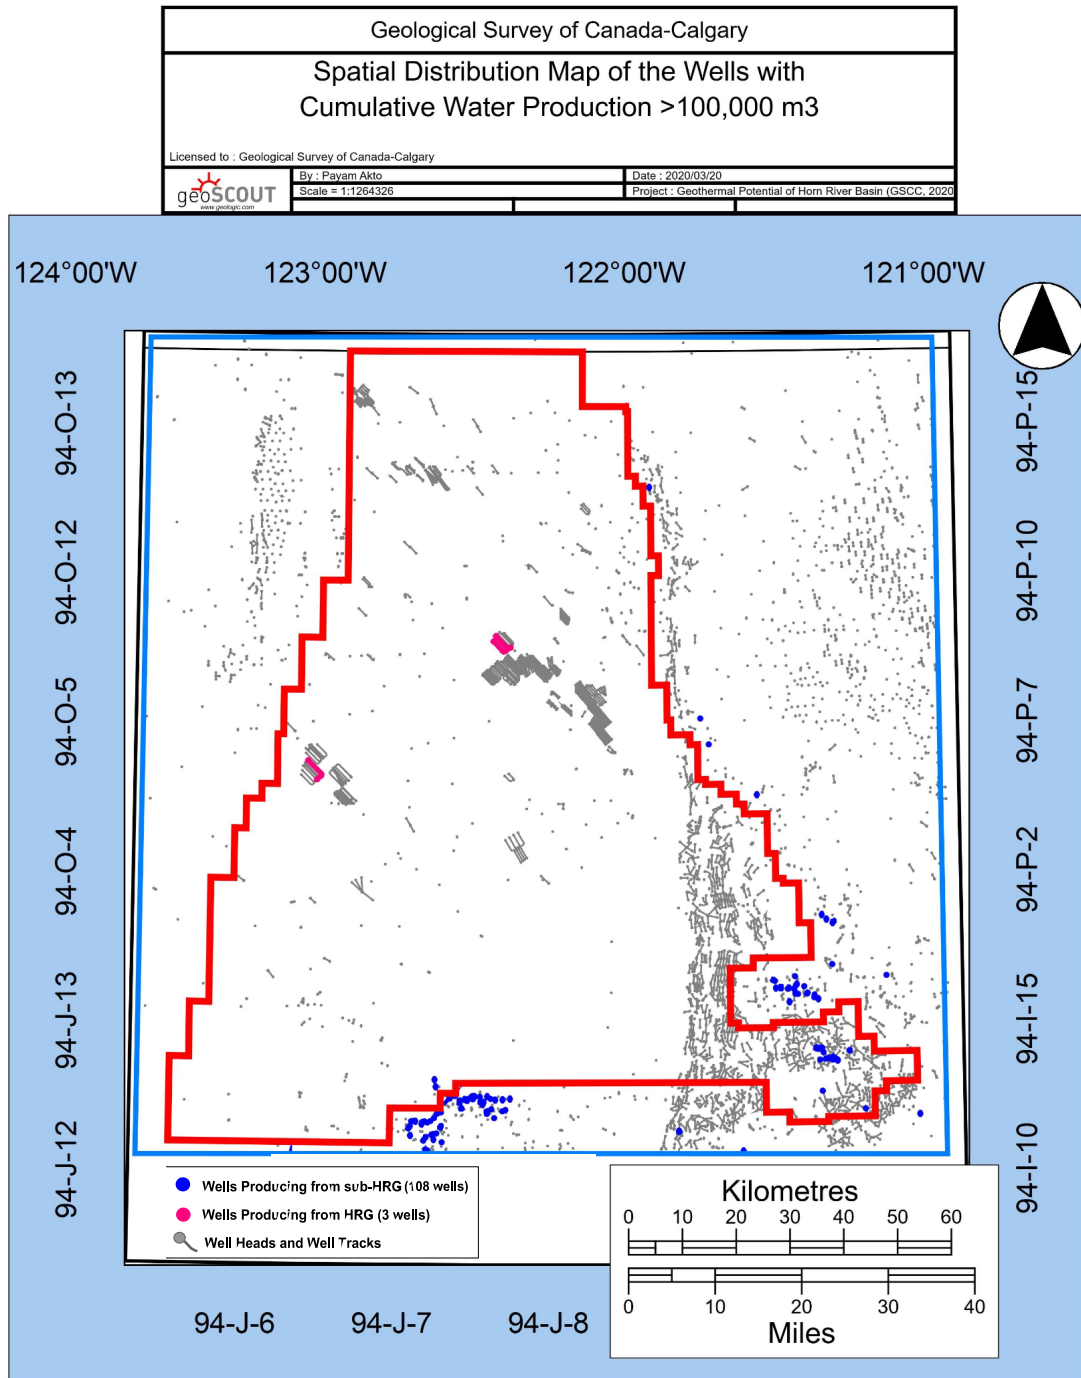 Geological Survey of Canada-Calgary
Spatial Distribution Map of the Wells with
Cumulative Water Production >100,000 m3
Licensed to : Geological Survey of Canada-Calgary
geoSCOUT
www.geologic.com
By : Payam Akto
Date : 2020/03/20
Scale = 1:1264326
Project : Geothermal Potential of Horn River Basin (GSCC, 2020
124°00'W 123°00'W 122°00'W 121°00'W
94-O-13
94-O-12
94-O-5
94-O-4
94-J-13
94-J-12
94-P-15
94-P-10
94-P-7
94-P-2
94-I-15
94-I-10
Wells Producing from sub-HRG (108 wells)
Wells Producing from HRG (3 wells)
Well Heads and Well Tracks
Kilometres
0 10 20 30 40 50 60
0 10 20 30 40
Miles
94-J-6 94-J-7 94-J-8